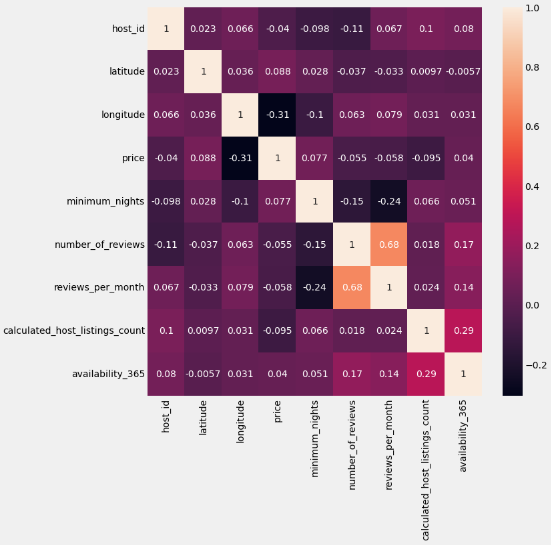 host_id 1 0.023 0.066 -0.04 -0.098 -0.11 0.067 0.1 0.08
latitude 0.023 1 0.036 0.088 0.028 -0.037 -0.033 0.0097 -0.0057
longitude 0.066 0.036 1 -0.31 -0.1 0.063 0.079 0.031 0.031
price -0.04 0.088 -0.31 1 0.077 -0.055 -0.058 -0.095 0.04
minimum_nights -0.098 0.028 -0.1 0.077 1 -0.15 -0.24 0.066 0.051
number_of_reviews -0.11 -0.037 0.063 -0.055 -0.15 1 0.68 0.018 0.17
reviews_per_month 0.067 -0.033 0.079 -0.058 -0.24 0.68 1 0.024 0.14
calculated_host_listings_count 0.1 0.0097 0.031 -0.095 0.066 0.018 0.024 1 0.29
availability_365 0.08 -0.0057 0.031 0.04 0.051 0.17 0.14 0.29 1
host_id
latitude
longitude
price
minimum_nights
number_of_reviews
reviews_per_month
calculated_host_listings_count
availability_365
1.0
0.8
0.6
0.4
0.2
0.0
−0.2